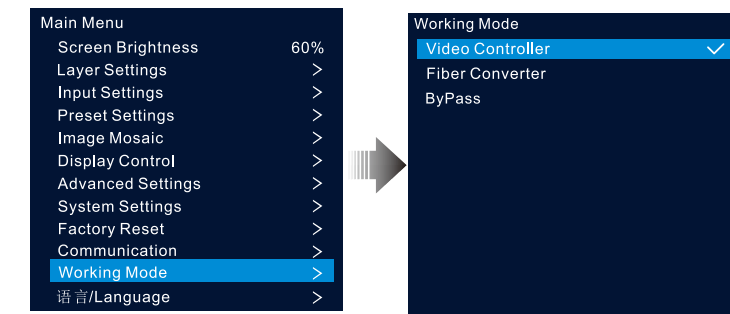 Main Menu
Screen Brightness 60%
Layer Settings >
Input Settings >
Preset Settings >
Image Mosaic >
Display Control >
Advanced Settings >
System Settings >
Factory Reset >
Communication >
Working Mode >
语言/Language >
Working Mode
Video Controller ✓
Fiber Converter
ByPass